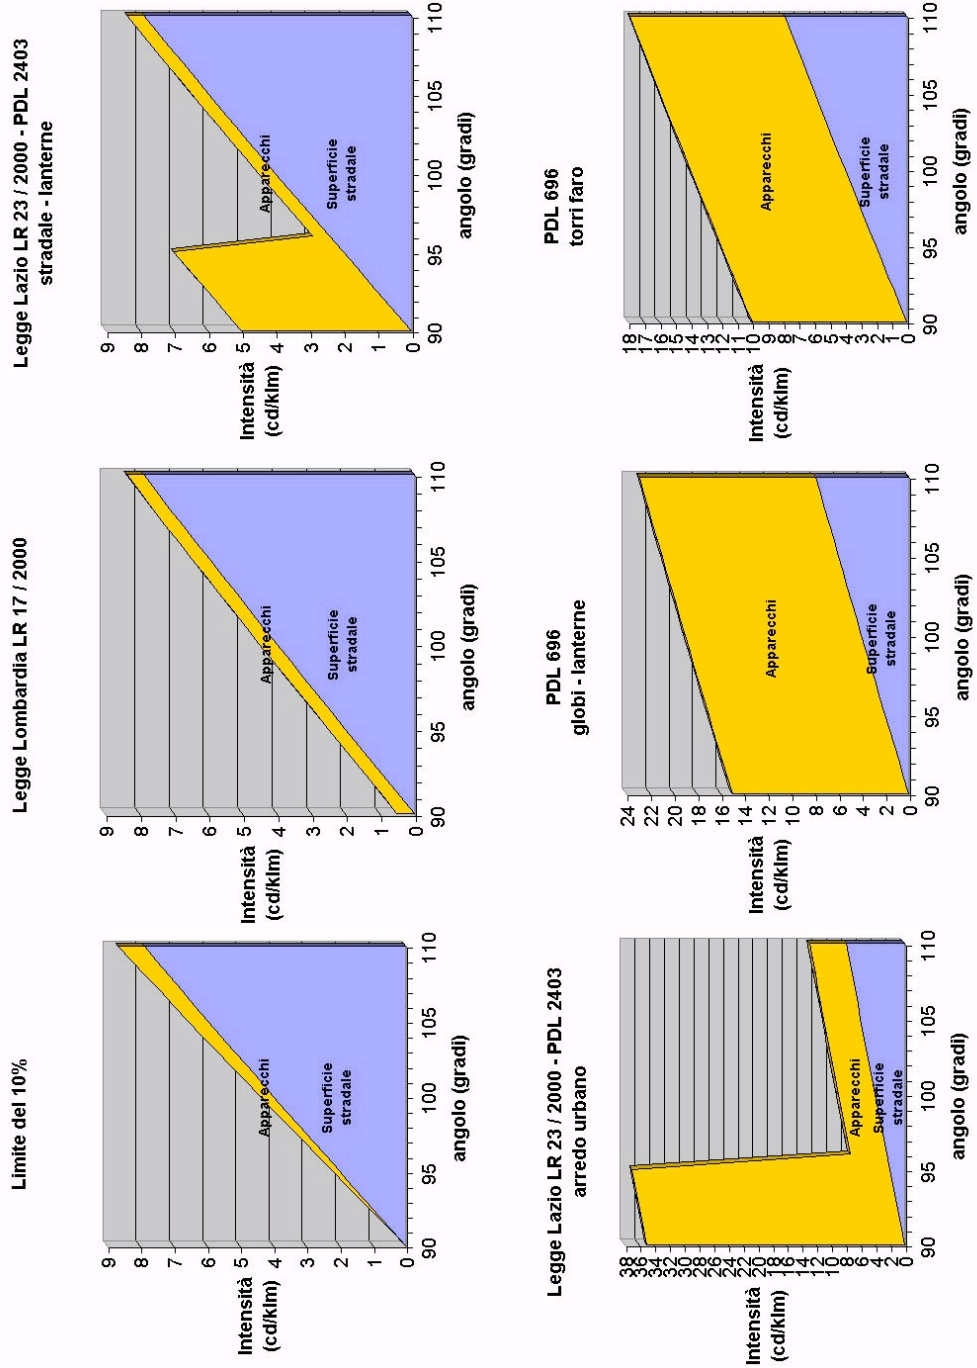 Limite del 10%
Intensità
(cd/klm)
9
8
7
6
5
4
3
2
1
0
Apparecchi
Superficie
stradale
90
95
100
105
110
angolo (gradi)
Legge Lombardia LR 17 / 2000
Intensità
(cd/klm)
9
8
7
6
5
4
3
2
1
0
Apparecchi
Superficie
stradale
90
95
100
105
110
angolo (gradi)
Legge Lazio LR 23 / 2000 - PDL 2403
stradale - lanterne
Intensità
(cd/klm)
9
8
7
6
5
4
3
2
1
0
Apparecchi
Superficie
stradale
90
95
100
105
110
angolo (gradi)
Legge Lazio LR 23 / 2000 - PDL 2403
arredo urbano
Intensità
(cd/klm)
38
36
34
32
30
28
26
24
22
20
18
16
14
12
10
8
6
4
2
0
Apparecchi
Superficie
stradale
90
95
100
105
110
angolo (gradi)
PDL 696
globi - lanterne
Intensità
(cd/klm)
24
22
20
18
16
14
12
10
8
6
4
2
0
Apparecchi
Superficie
stradale
90
95
100
105
110
angolo (gradi)
PDL 696
torri faro
Intensità
(cd/klm)
18
17
16
15
14
13
12
11
10
9
8
7
6
5
4
3
2
1
0
Apparecchi
Superficie
stradale
90
95
100
105
110
angolo (gradi)